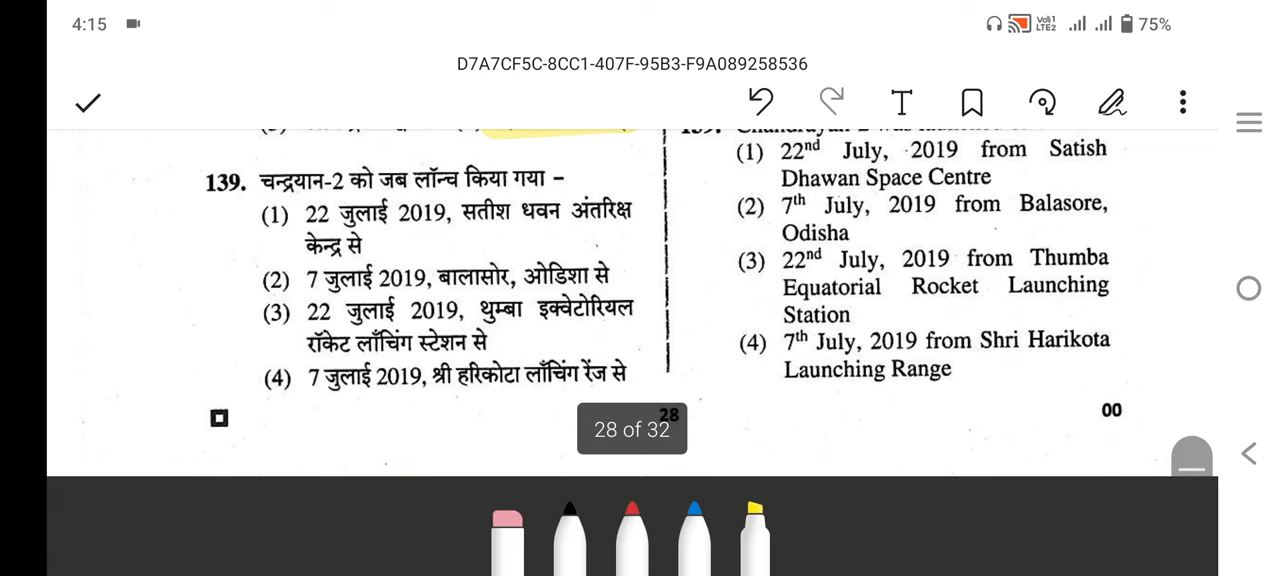 4:15
Vo)) 1
LTE2
75%
D7A7CF5C-8CC1-407F-95B3-F9A089258536
T
139. चन्द्रयान-2 को जब लॉन्च किया गया -
(1) 22 जुलाई 2019, सतीश धवन अंतरिक्ष
केन्द्र से
(2) 7 जुलाई 2019, बालासोर, ओडिशा से
(3) 22 जुलाई 2019, थुम्बा इक्वेटोरियल
रॉकेट लाँचिंग स्टेशन से
(4) 7 जुलाई 2019, श्री हरिकोटा लाँचिंग रेंज से
(1) 22nd July, 2019 from Satish
Dhawan Space Centre
(2) 7th July, 2019 from Balasore,
Odisha
(3) 22nd July, 2019 from Thumba
Equatorial Rocket Launching
Station
(4) 7th July, 2019 from Shri Harikota
Launching Range
28
00
28 of 32